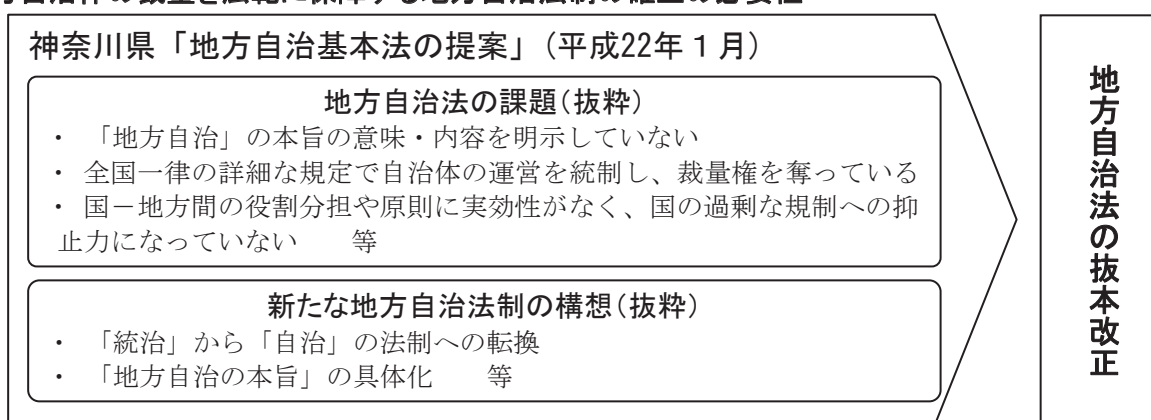 神奈川県「地方自治基本法の提案」(平成22年１月)
地方自治法の課題(抜粋)
・ 「地方自治」の本旨の意味・内容を明示していない
・ 全国一律の詳細な規定で自治体の運営を統制し、裁量権を奪っている
・ 国－地方間の役割分担や原則に実効性がなく、国の過剰な規制への抑
止力になっていない　　等
新たな地方自治法制の構想(抜粋)
・ 「統治」から「自治」の法制への転換
・ 「地方自治の本旨」の具体化　　等
地方自治法の抜本改正